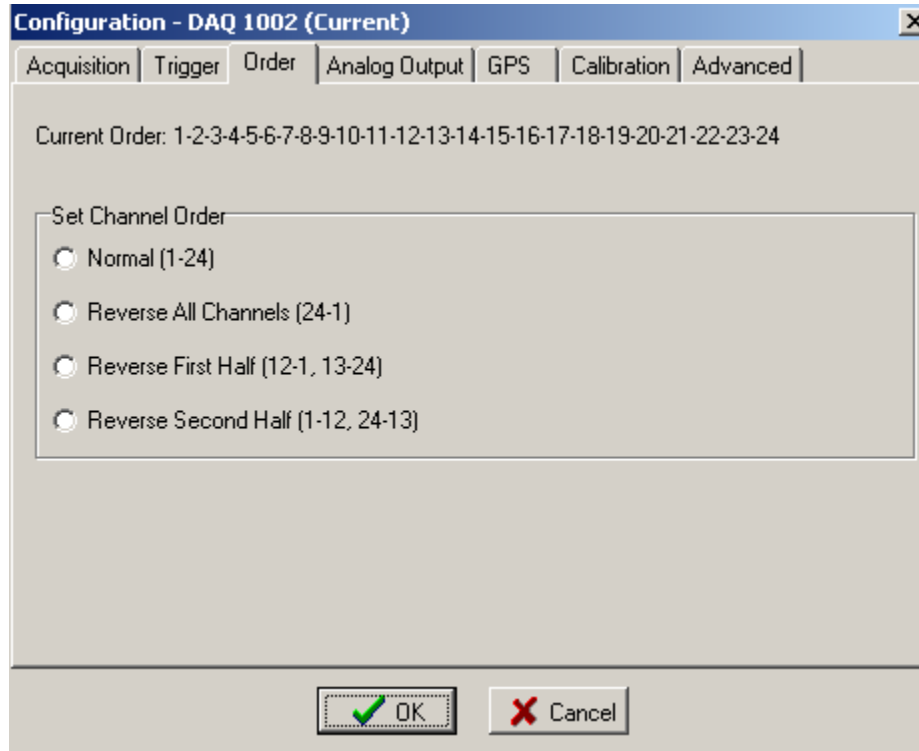 Configuration - DAQ 1002 (Current)
Acquisition Trigger Order Analog Output GPS Calibration Advanced
Current Order: 1-2-3-4-5-6-7-8-9-10-11-12-13-14-15-16-17-18-19-20-21-22-23-24
Set Channel Order
Normal (1-24)
Reverse All Channels (24-1)
Reverse First Half (12-1, 13-24)
Reverse Second Half (1-12, 24-13)
OK Cancel